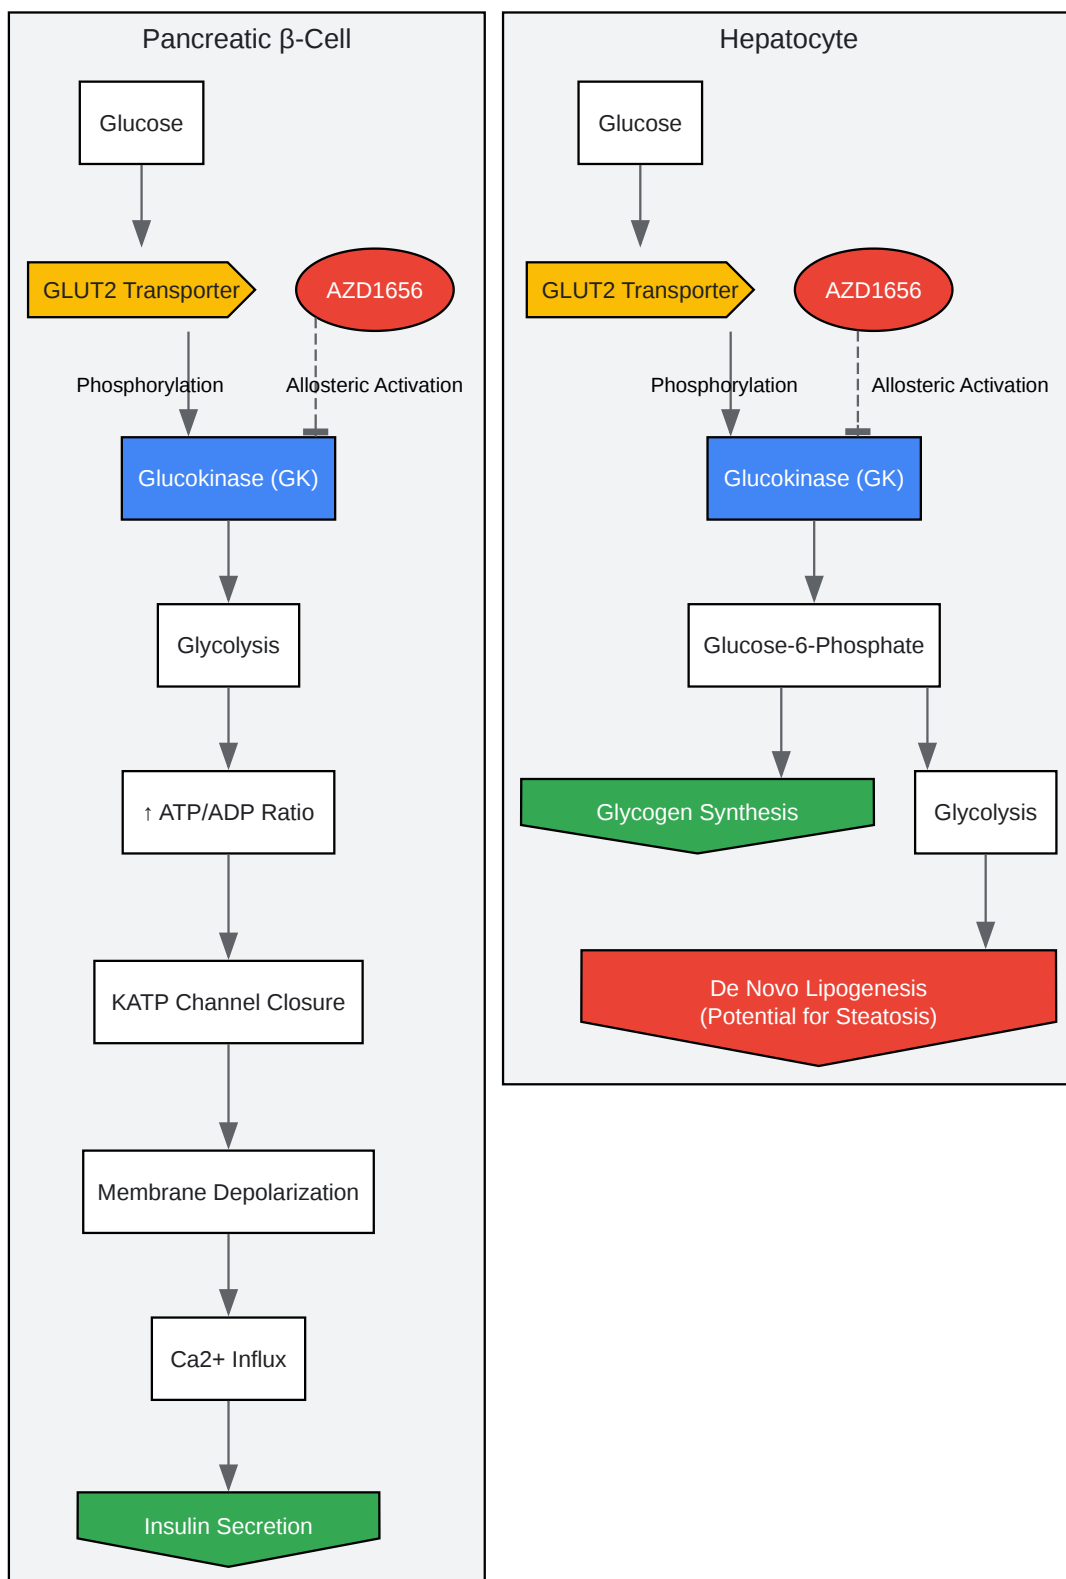 Pancreatic β-Cell
Glucose
GLUT2 Transporter
AZD1656
Phosphorylation
Allosteric Activation
Glucokinase (GK)
Glycolysis
↑ ATP/ADP Ratio
KATP Channel Closure
Membrane Depolarization
Ca2+ Influx
Insulin Secretion
Hepatocyte
Glucose
GLUT2 Transporter
AZD1656
Phosphorylation
Allosteric Activation
Glucokinase (GK)
Glucose-6-Phosphate
Glycogen Synthesis
Glycolysis
De Novo Lipogenesis
(Potential for Steatosis)